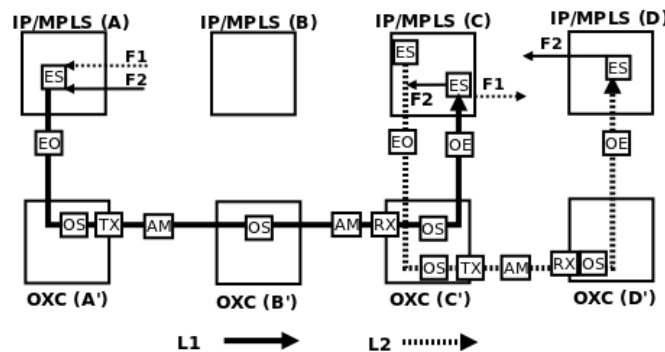 IP/MPLS (A) IP/MPLS (B) IP/MPLS (C) IP/MPLS (D)
F1 ES F2
ES ES F2 F1
F2 ES
EO EO OE OE
OS TX AM OS AM RX OS
OS TX AM RX OS
OXC (A') OXC (B') OXC (C') OXC (D')
L1 L2